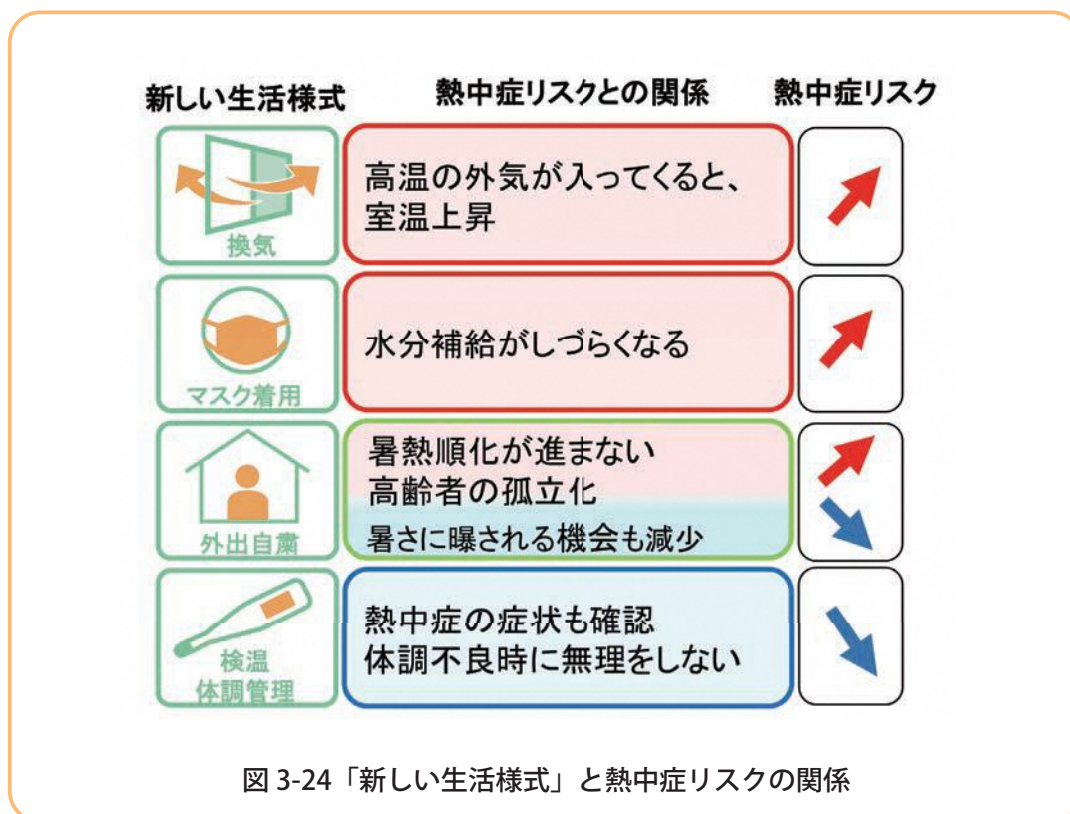 新しい生活様式
熱中症リスクとの関係
熱中症リスク
換気
高温の外気が入ってくると、
室温上昇
マスク着用
水分補給がしづらくなる
外出自粛
暑熱順化が進まない
高齢者の孤立化
暑さに曝される機会も減少
検温
体調管理
熱中症の症状も確認
体調不良時に無理をしない
図 3-24「新しい生活様式」と熱中症リスクの関係